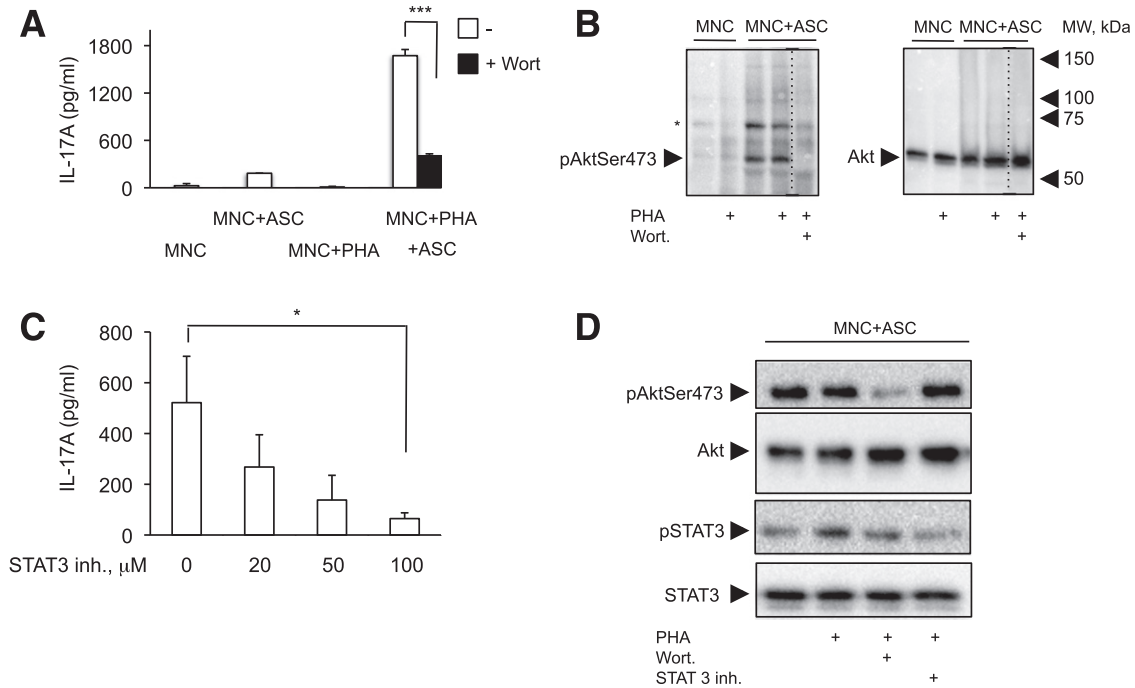 A
***
-
+ Wort
IL-17A (pg/ml)
1800
1200
600
0
MNC+ASC
MNC+PHA
MNC
MNC+PHA
+ASC
B
MNC MNC+ASC
MNC MNC+ASC MW, kDa
*
pAktSer473
Akt
150
100
75
50
PHA + + + + + +
Wort. + +
C
*
IL-17A (pg/ml)
800
600
400
200
0
STAT3 inh., μM 0 20 50 100
D
MNC+ASC
pAktSer473
Akt
pSTAT3
STAT3
PHA + + +
Wort. +
STAT 3 inh. +